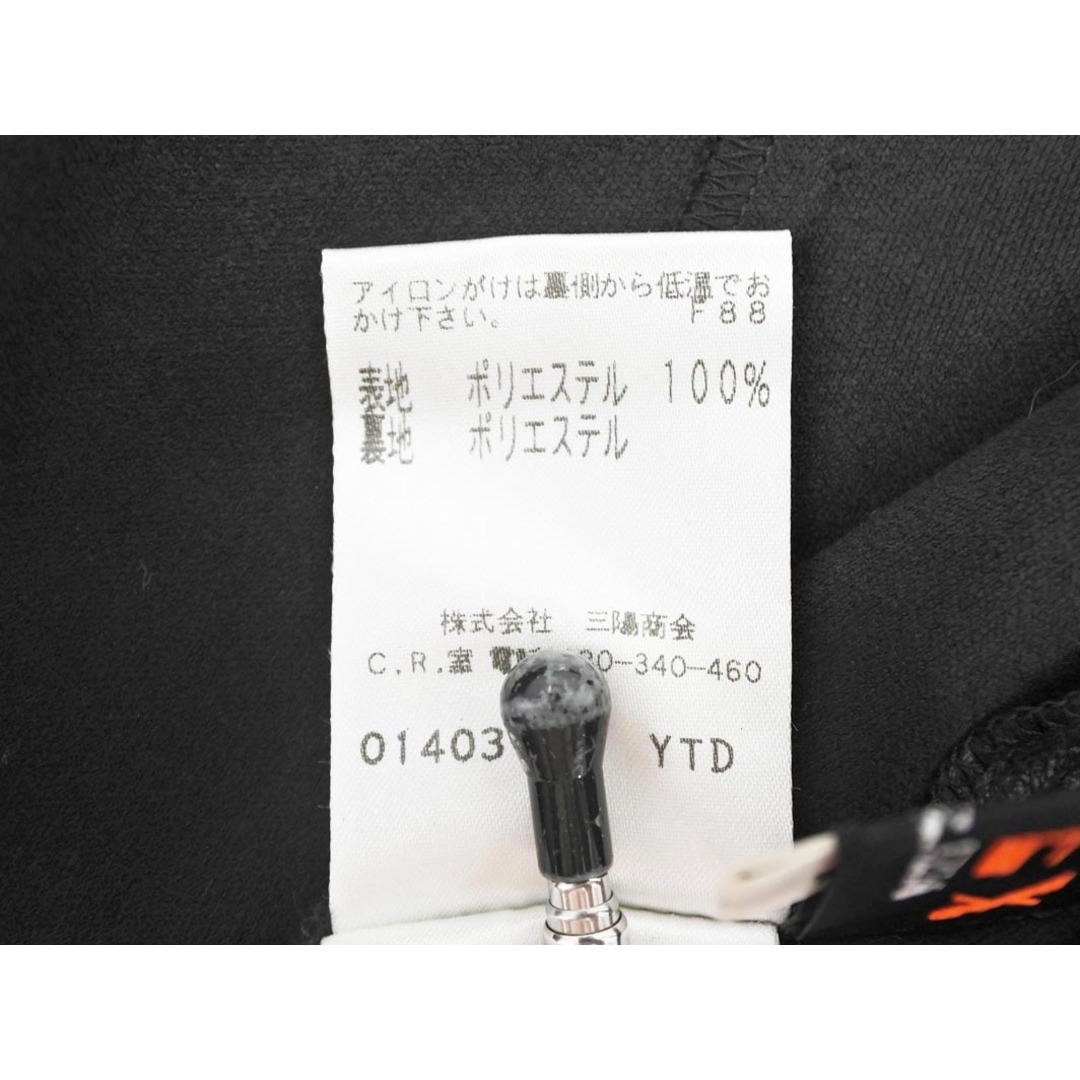 アイロンがけは裏側から低温でお
かけ下さい。 F88
表地 ポリエステル 100%
裏地 ポリエステル
株式会社 三陽商会
C.R.室 電話 30-340-460
01403 YTD